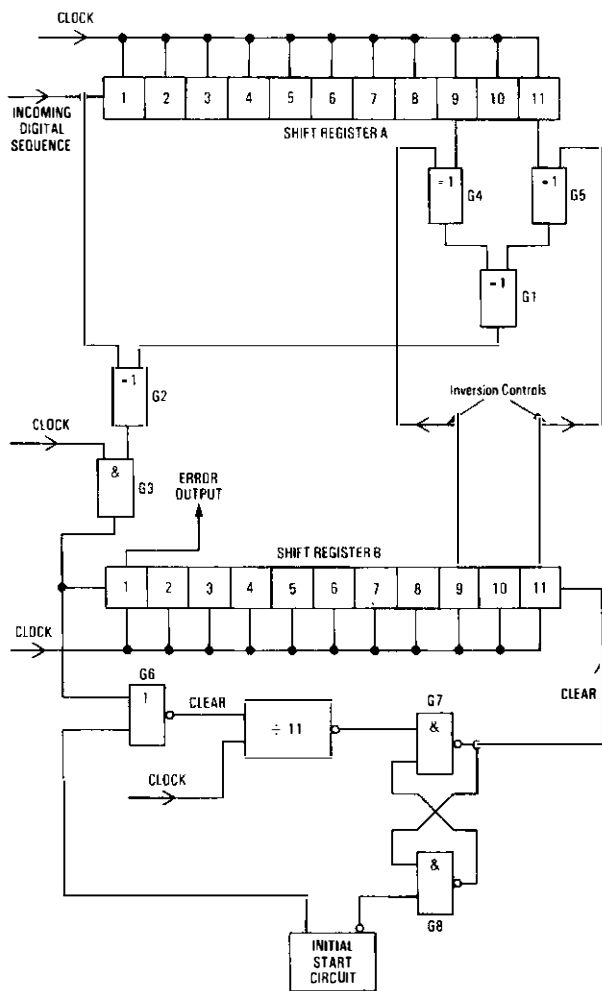 CLOCK
1 2 3 4 5 6 7 8 9 10 11
INCOMING
DIGITAL
SEQUENCE
SHIFT REGISTER A
= 1
G4
= 1
G5
= 1
G1
= 1
G2
Inversion Controls
CLOCK
&
G3
ERROR
OUTPUT
SHIFT REGISTER B
1 2 3 4 5 6 7 8 9 10 11
CLOCK
CLEAR
G6
1
CLEAR
÷ 11
G7
&
CLOCK
&
G8
INITIAL
START
CIRCUIT